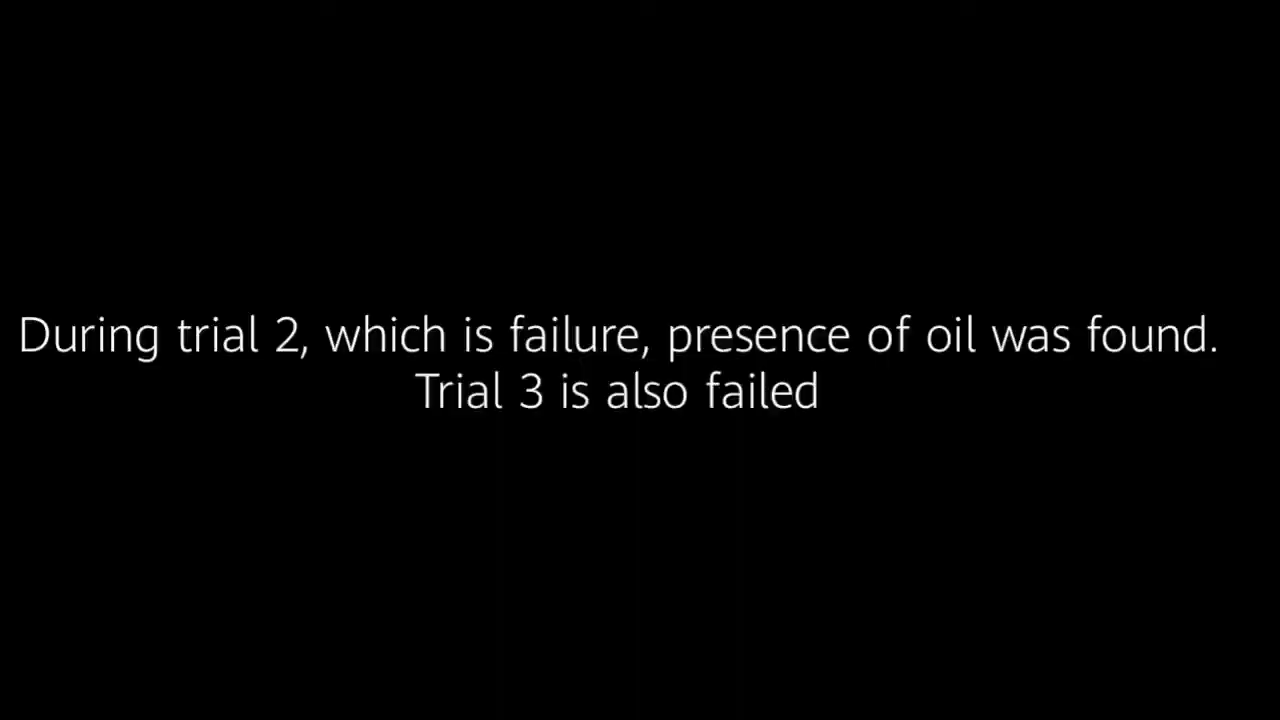 During trial 2, which is failure, presence of oil was found.
Trial 3 is also failed